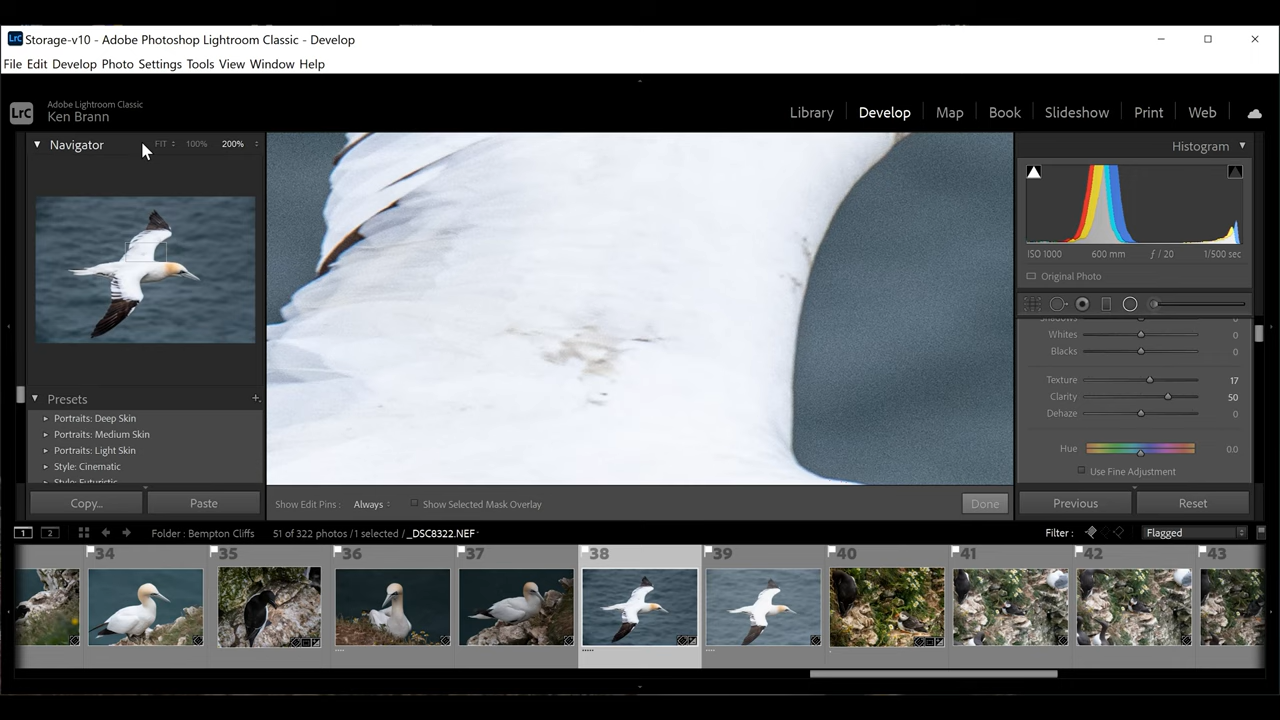 Storage-v10 - Adobe Photoshop Lightroom Classic - Develop
File Edit Develop Photo Settings Tools View Window Help
LrC
Adobe Lightroom Classic
Ken Brann
Library
Develop
Map
Book
Slideshow
Print
Web
Navigator
FIT
100%
200%
Histogram
ISO 1000
600 mm
ƒ / 20
1/500 sec
Original Photo
Shadows
Whites 0
Blacks 0
Texture 17
Clarity 50
Dehaze 0
Hue 0.0
Use Fine Adjustment
Presets
Portraits: Deep Skin
Portraits: Medium Skin
Portraits: Light Skin
Style: Cinematic
Style: Futuristic
Copy...
Paste
Show Edit Pins : Always
Show Selected Mask Overlay
Done
Previous
Reset
1 2
Folder : Bempton Cliffs
51 of 322 photos / 1 selected / _DSC8322.NEF
Filter :
Flagged
34 35 36 37 38 39 40 41 42 43